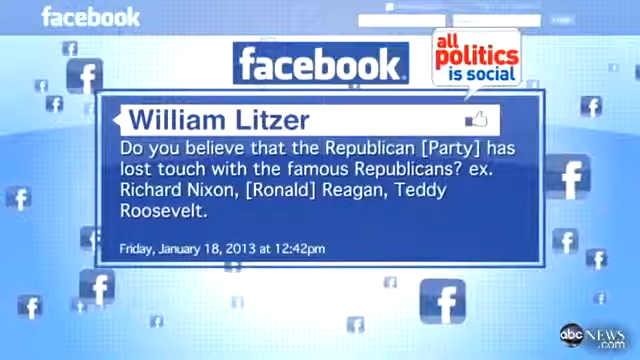 facebook
facebook
all
politics
is social
William Litzer
Do you believe that the Republican [Party] has
lost touch with the famous Republicans? ex.
Richard Nixon, [Ronald] Reagan, Teddy
Roosevelt.
Friday, January 18, 2013 at 12:42pm
abc NEWS
.com